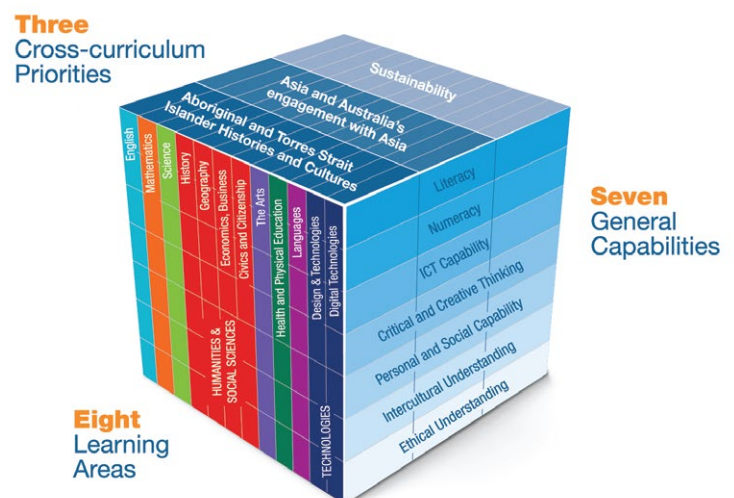 Three
Cross-curriculum
Priorities
Sustainability
Asia and Australia's
engagement with Asia
Aboriginal and Torres Strait
Islander Histories and Cultures
English
Mathematics
Science
History
Geography
Economics, Business
Civics and Citizenship
HUMANITIES &
SOCIAL SCIENCES
The Arts
Health and Physical Education
Languages
Design & Technologies
Digital Technologies
TECHNOLOGIES
Literacy
Numeracy
ICT Capability
Critical and Creative Thinking
Personal and Social Capability
Intercultural Understanding
Ethical Understanding
Seven
General
Capabilities
Eight
Learning
Areas